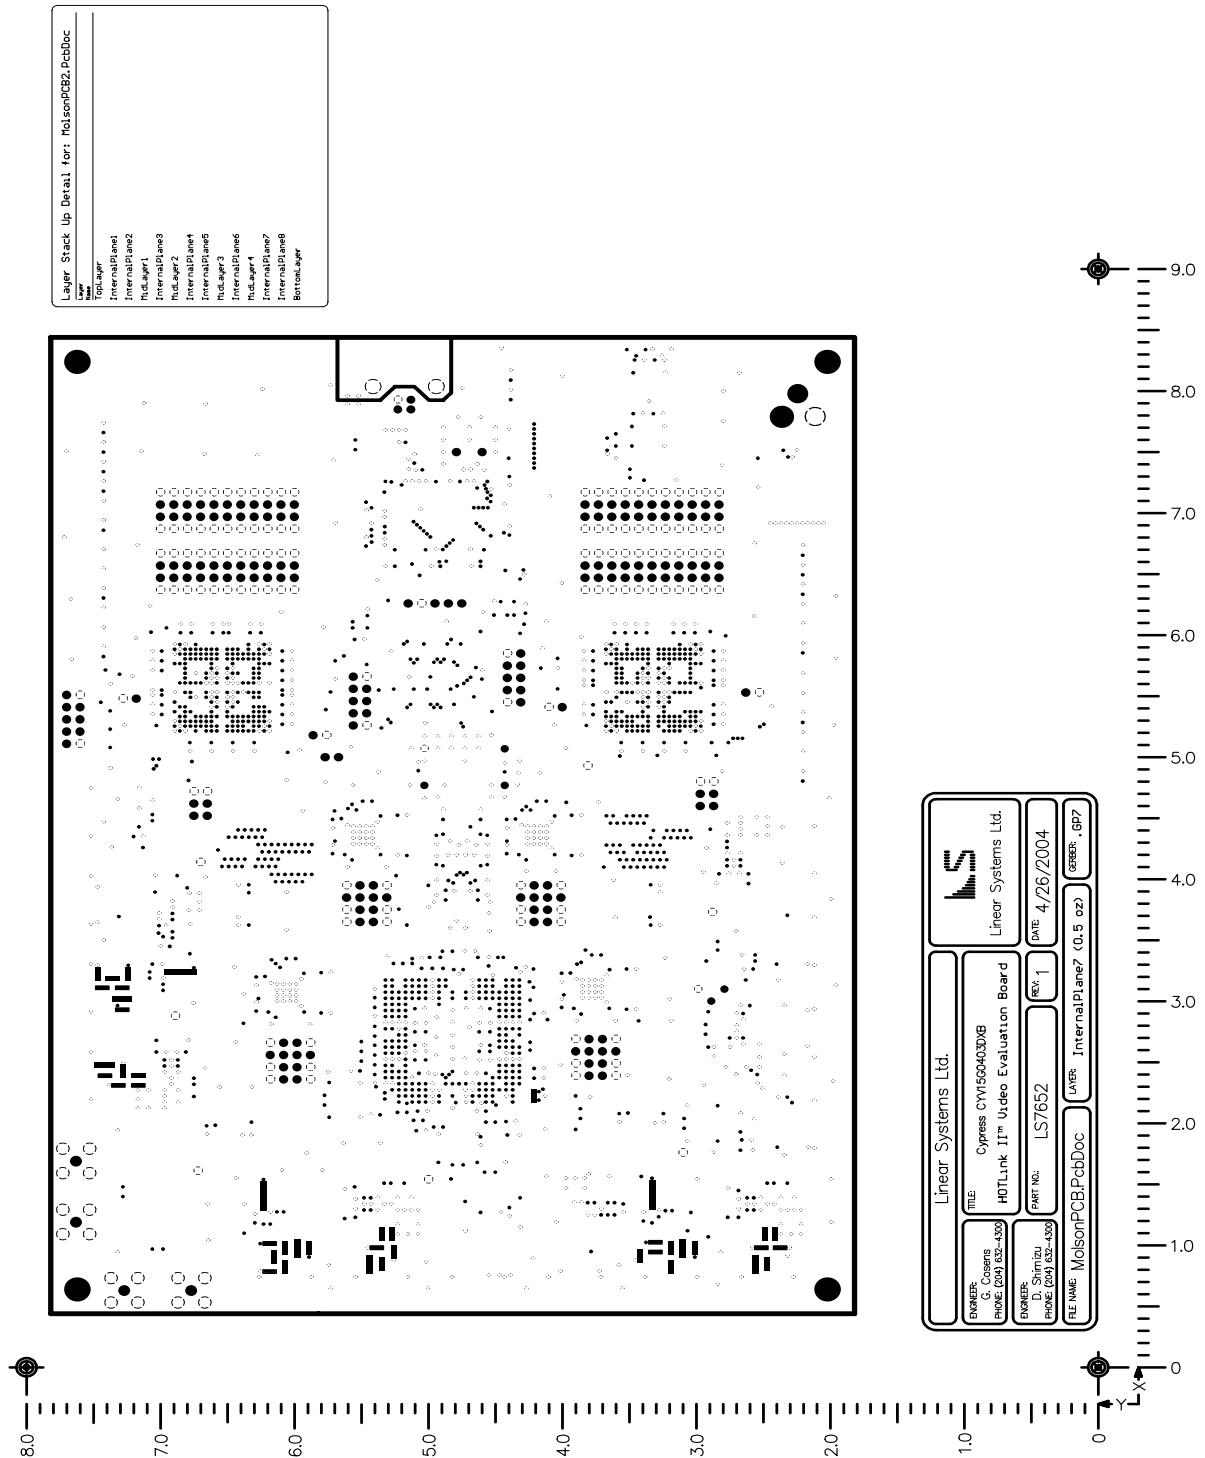 Layer Stack Up Detail for: MolsonPCB2.PcbDoc
Layer
Name
TopLayer
InternalPlane1
InternalPlane2
MidLayer1
InternalPlane3
MidLayer2
InternalPlane4
InternalPlane5
MidLayer3
InternalPlane6
MidLayer4
InternalPlane7
InternalPlane8
BottomLayer
9.0
8.0
7.0
6.0
5.0
4.0
3.0
2.0
1.0
0
X
Y
8.0
7.0
6.0
5.0
4.0
3.0
2.0
1.0
0
Linear Systems Ltd.
LS
Linear Systems Ltd.
TITLE:
Cypress CYV15G0403DXB
HOTLink II™ Video Evaluation Board
ENGINEER:
G. Cosens
PHONE: (204) 632-4300
ENGINEER:
D. Shimizu
PHONE: (204) 632-4300
PART NO.: LS7652
REV: 1
DATE: 4/26/2004
FILE NAME: MolsonPCB.PcbDoc
LAYER: InternalPlane7 (0.5 oz)
GERBER: .GP7